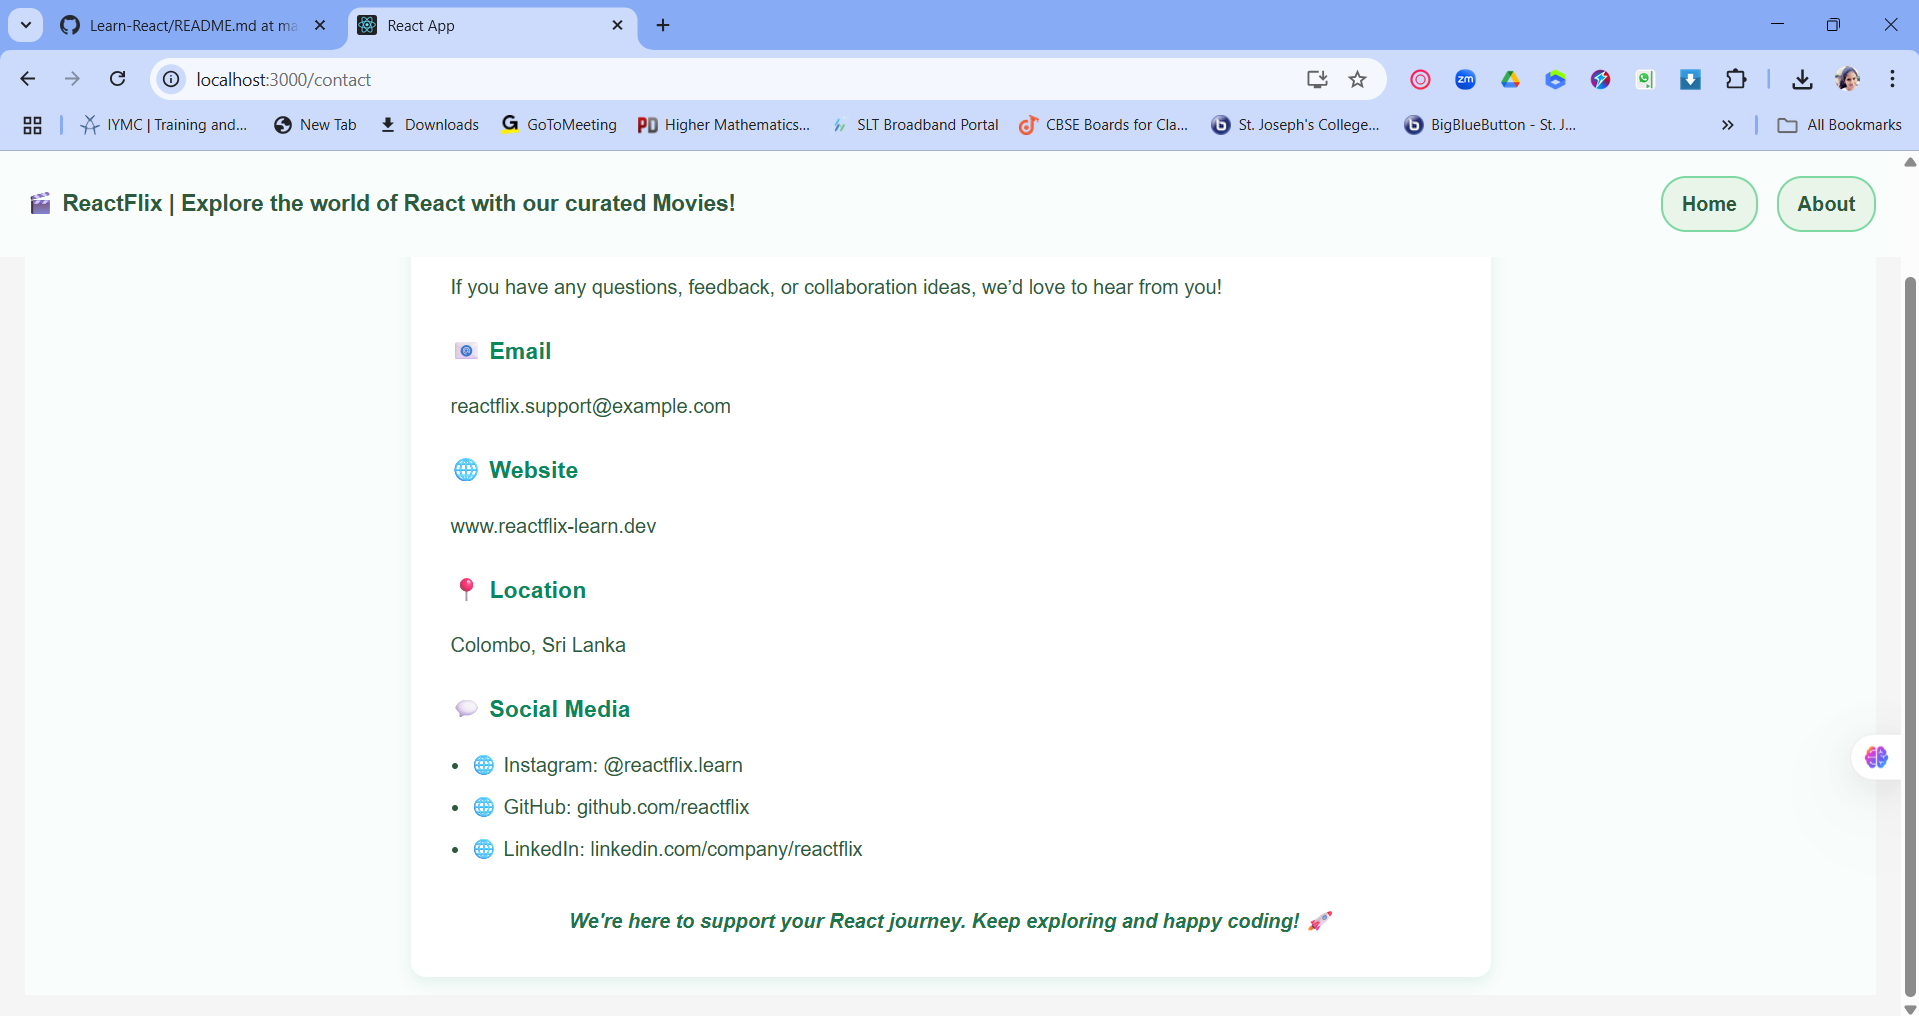 Learn-React/README.md at ma
React App
localhost:3000/contact
zm
IYMC | Training and...
New Tab
Downloads
G GoToMeeting
PD Higher Mathematics...
SLT Broadband Portal
CBSE Boards for Cla...
b St. Joseph's College...
b BigBlueButton - St. J...
All Bookmarks
🎬 ReactFlix | Explore the world of React with our curated Movies!
Home
About
If you have any questions, feedback, or collaboration ideas, we’d love to hear from you!
📧 Email
reactflix.support@example.com
🌐 Website
www.reactflix-learn.dev
📍 Location
Colombo, Sri Lanka
💬 Social Media
• 🌐 Instagram: @reactflix.learn
• 🌐 GitHub: github.com/reactflix
• 🌐 LinkedIn: linkedin.com/company/reactflix
We're here to support your React journey. Keep exploring and happy coding! 🚀